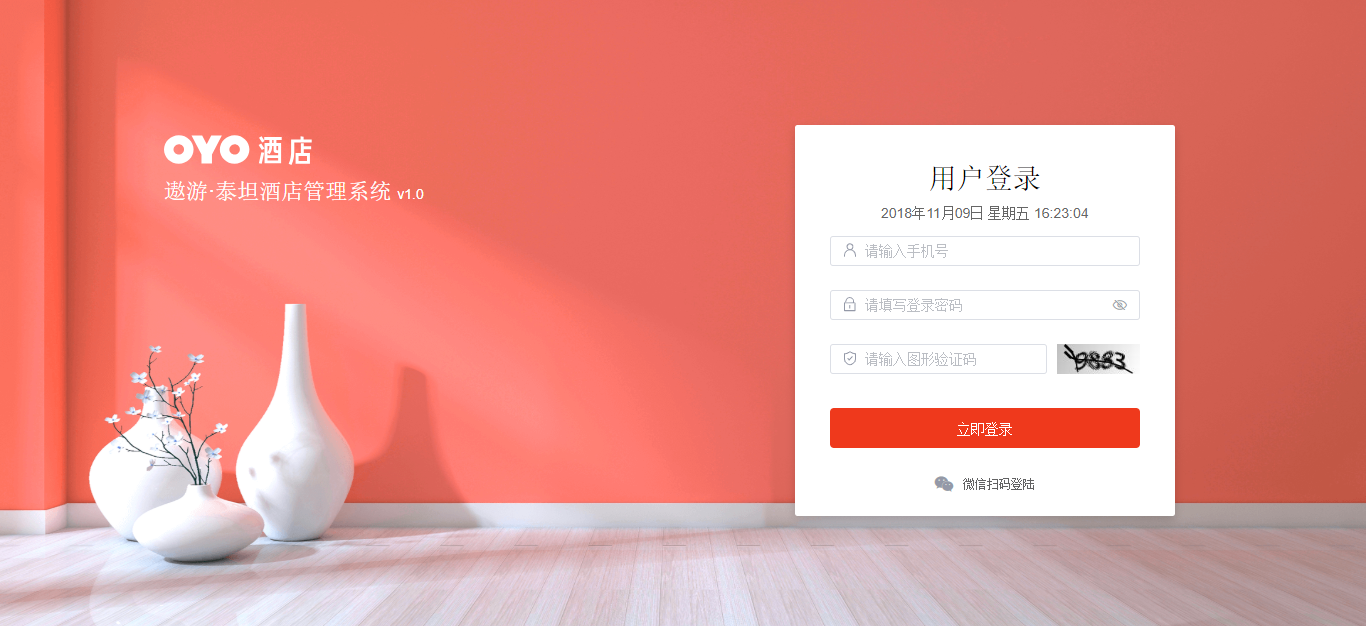 OYO 酒店
遨游·泰坦酒店管理系统 v1.0
用户登录
2018年11月09日 星期五 16:23:04
请输入手机号
请填写登录密码
请输入图形验证码
立即登录
微信扫码登陆